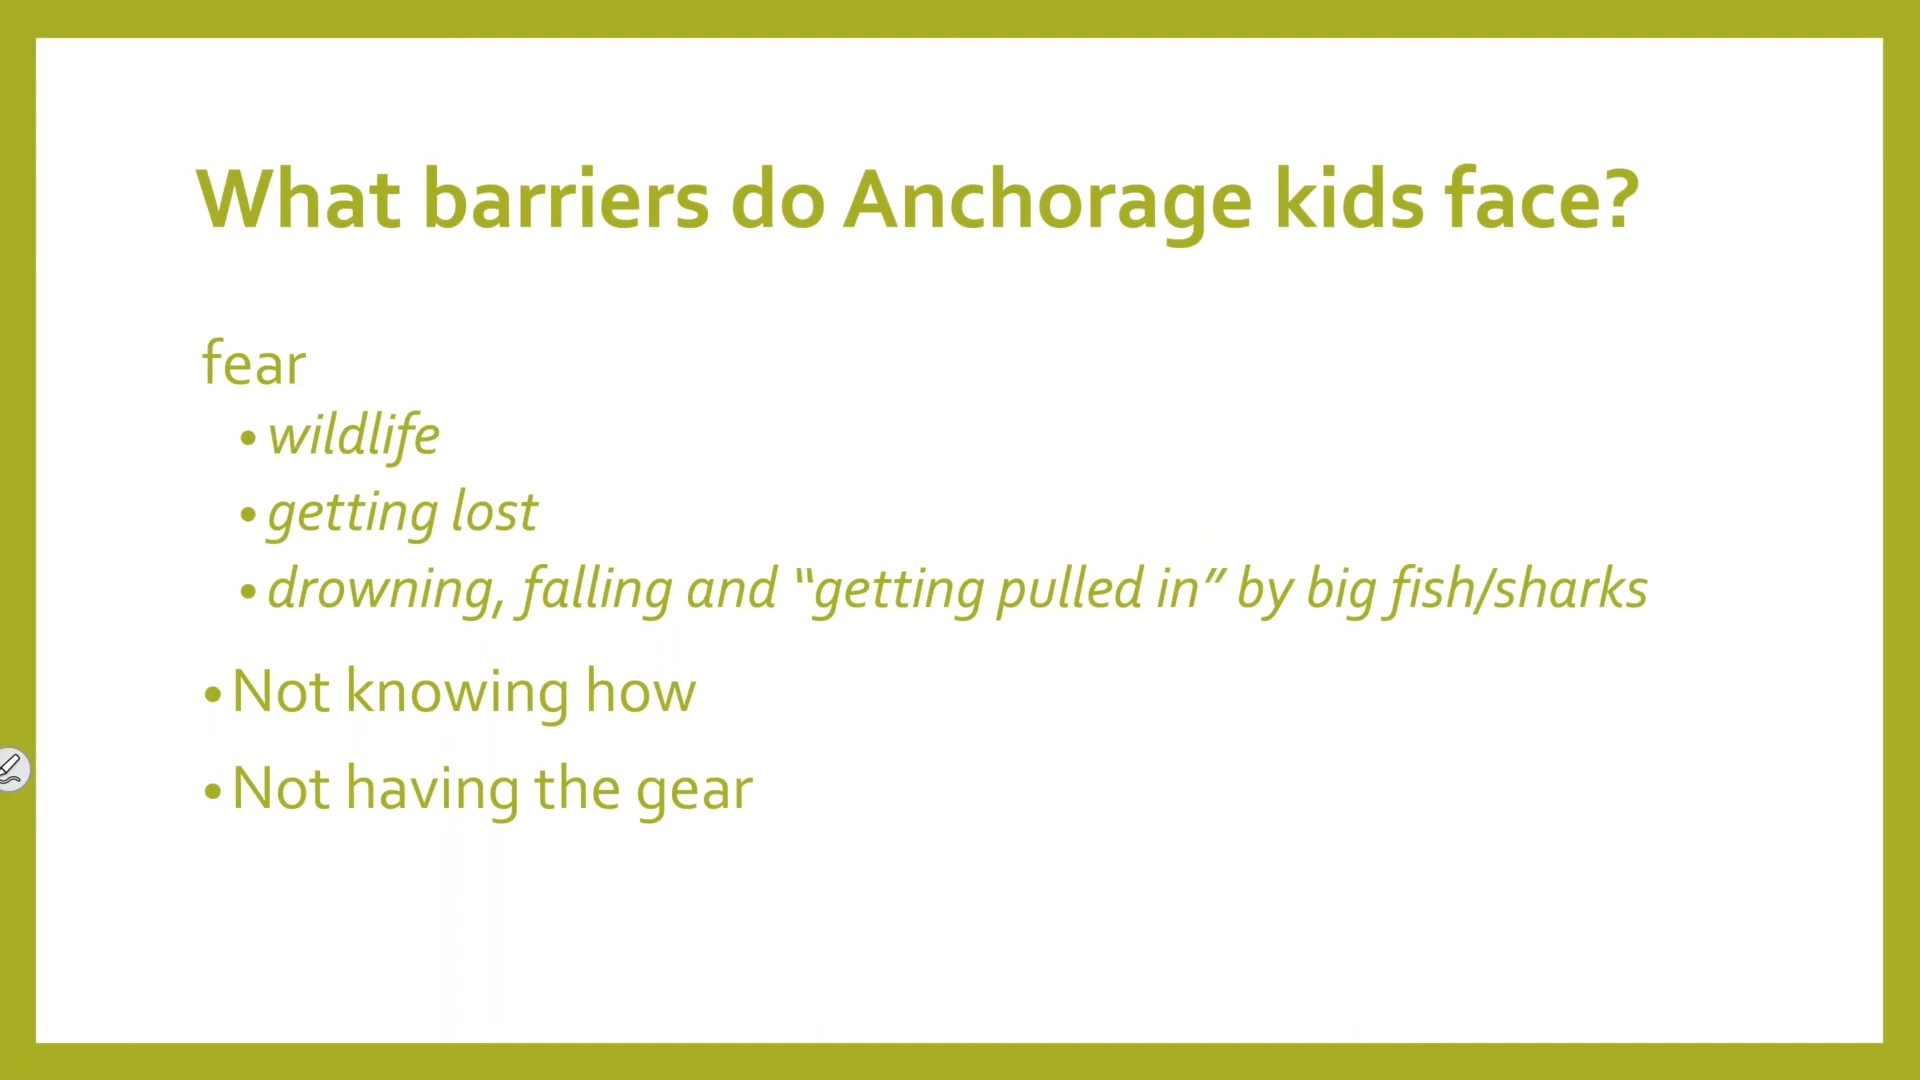 What barriers do Anchorage kids face?
fear
• wildlife
• getting lost
• drowning, falling and “getting pulled in” by big fish/sharks
• Not knowing how
• Not having the gear